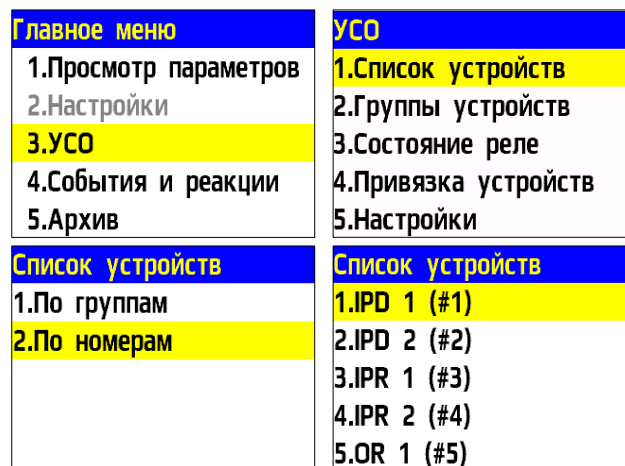 Главное меню
1.Просмотр параметров
2.Настройки
3.УСО
4.События и реакции
5.Архив
УСО
1.Список устройств
2.Группы устройств
3.Состояние реле
4.Привязка устройств
5.Настройки
Список устройств
1.По группам
2.По номерам
Список устройств
1.IPD 1 (#1)
2.IPD 2 (#2)
3.IPR 1 (#3)
4.IPR 2 (#4)
5.OR 1 (#5)